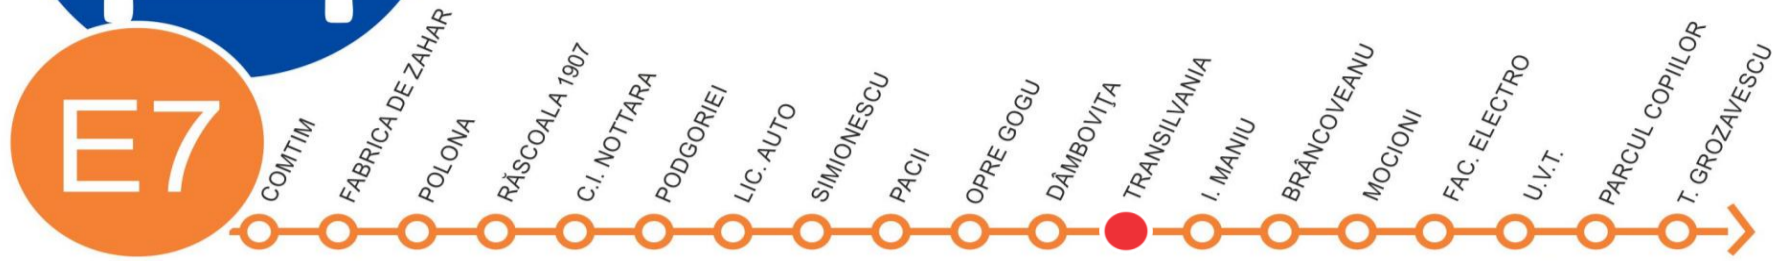 E7
COMTIM
FABRICA DE ZAHAR
POLONA
RĂSCOALA 1907
C.I. NOTTARA
PODGORIEI
LIC. AUTO
SIMIONESCU
PACII
OPRE GOGU
DÂMBOVIŢA
TRANSILVANIA
I. MANIU
BRÂNCOVEANU
MOCIONI
FAC. ELECTRO
U.V.T.
PARCUL COPIILOR
T. GROZAVESCU